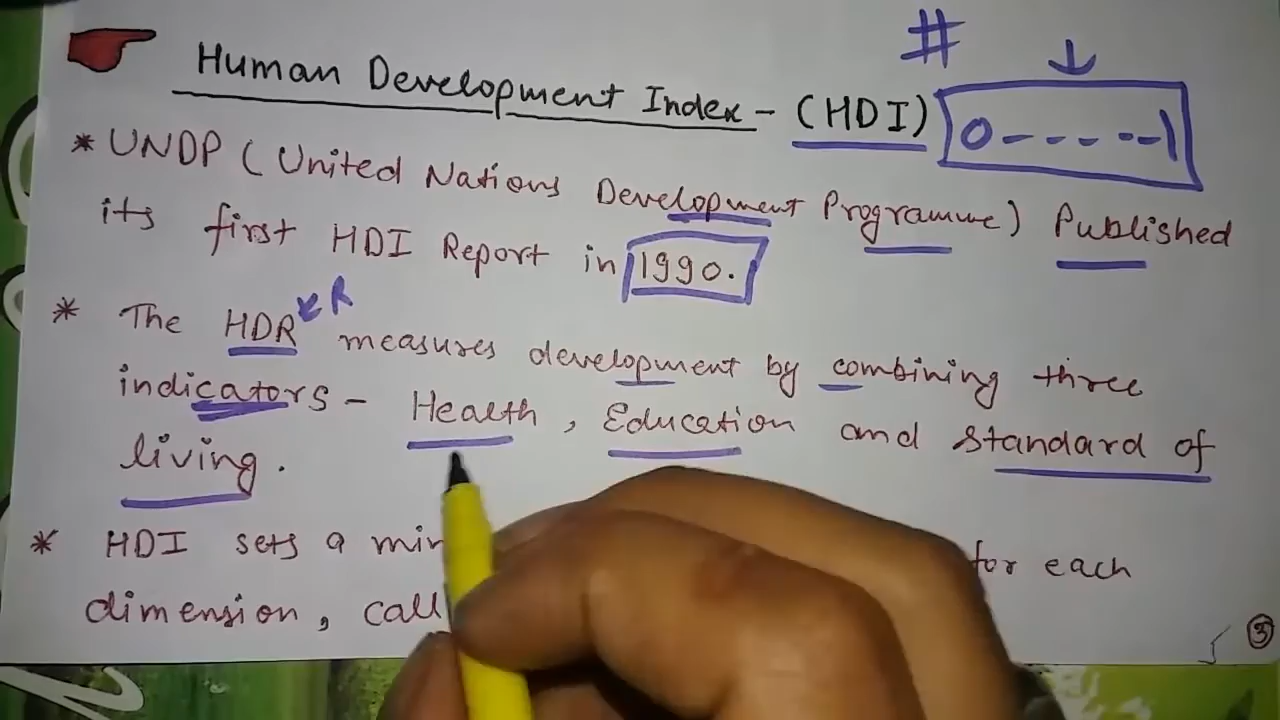 #
Human Development Index - (HDI) 0-----1
* UNDP (United Nations Development Programme) Published
its first HDI Report in 1990.
R
* The HDR measures development by combining three
indicators - Health, Education and standard of
living.
* HDI sets a min for each
dimension, call
3